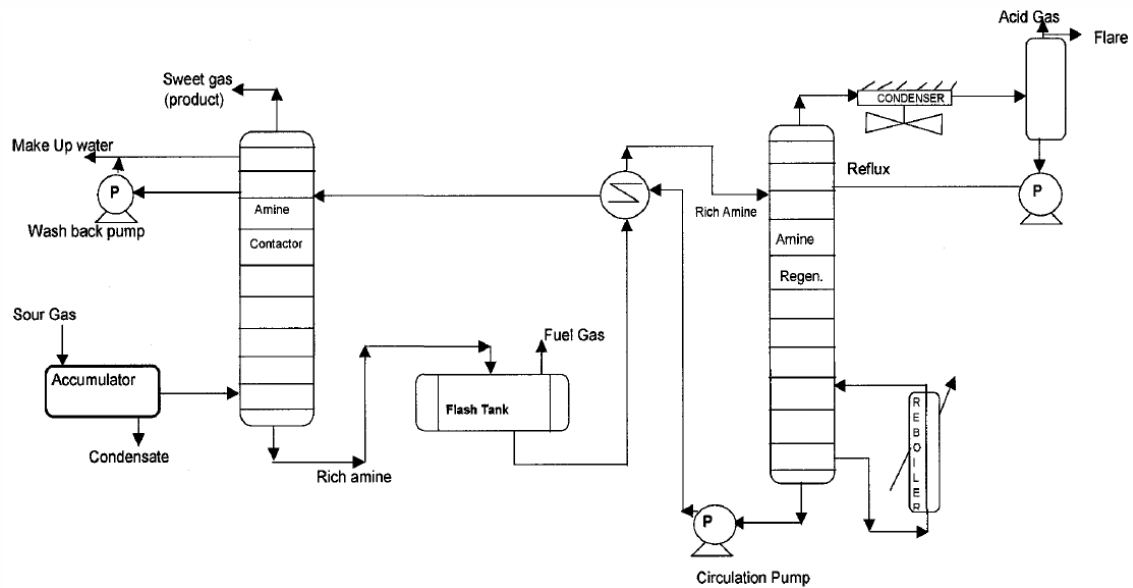 Acid Gas
Flare
Sweet gas
(product)
CONDENSER
Make Up water
P
Wash back pump
Amine
Contactor
Rich Amine
Reflux
P
Amine
Regen.
Sour Gas
Accumulator
Condensate
Fuel Gas
Flash Tank
Rich amine
REBOILER
P
Circulation Pump